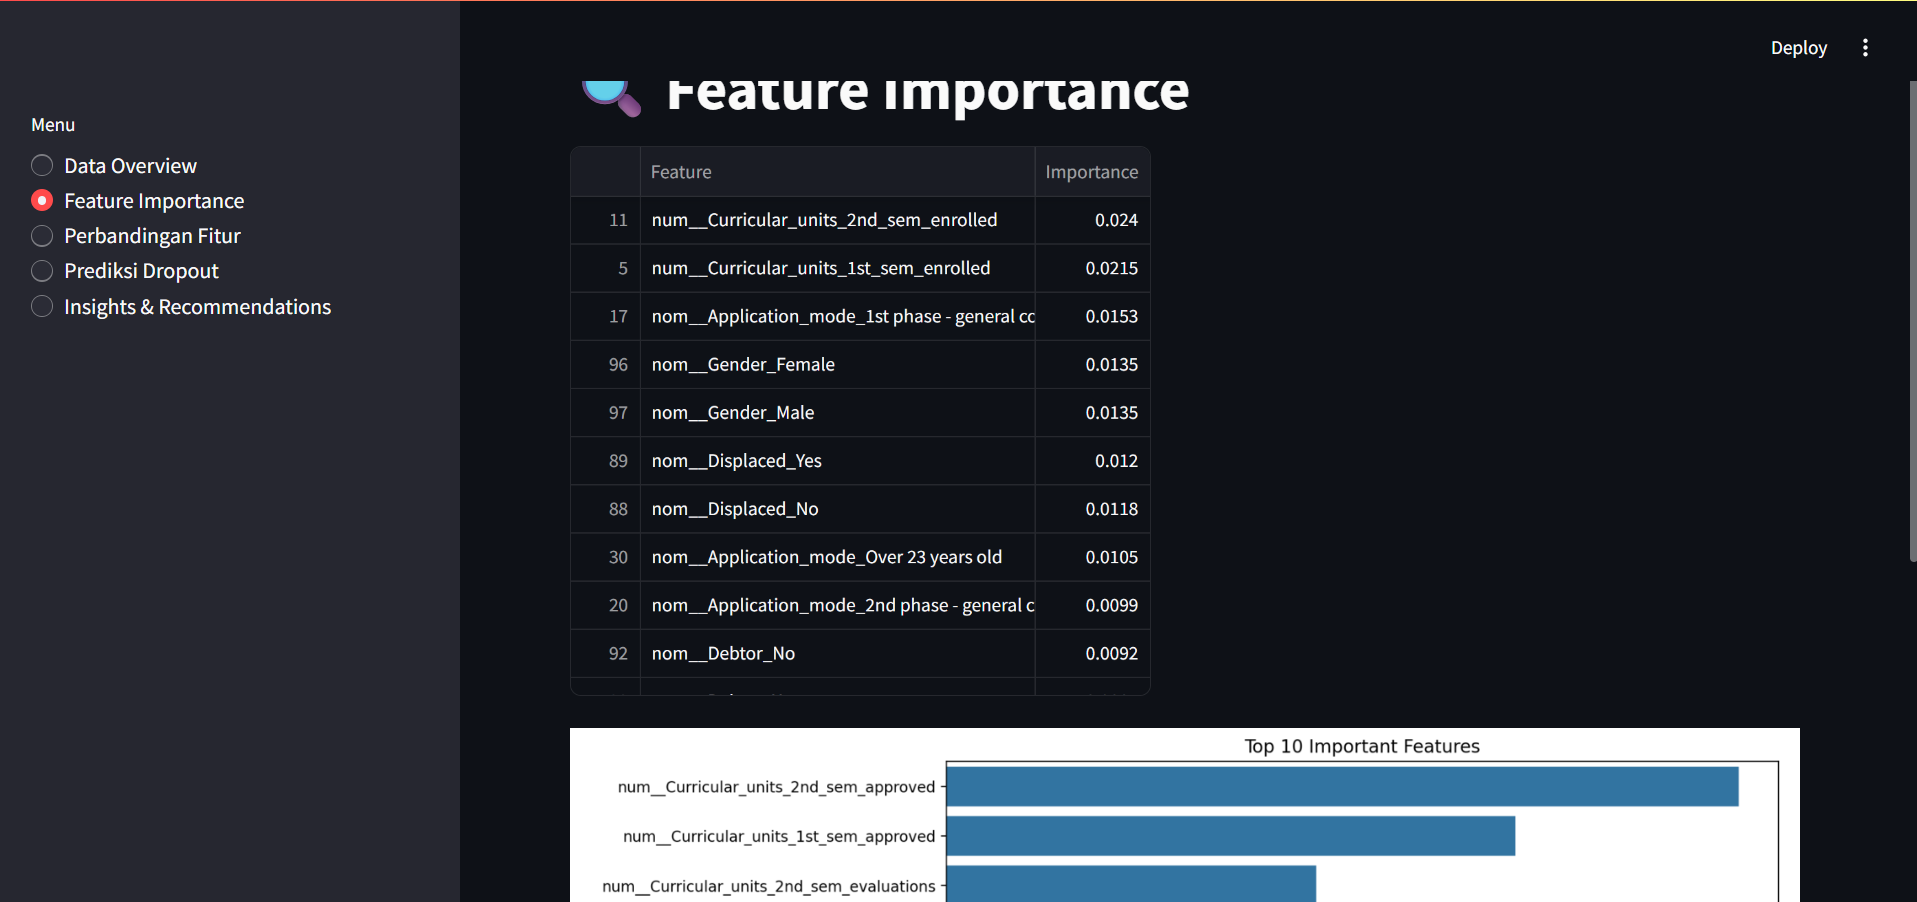 Deploy
Menu
Data Overview
Feature Importance
Perbandingan Fitur
Prediksi Dropout
Insights & Recommendations
Feature Importance
Feature Importance
11 num__Curricular_units_2nd_sem_enrolled 0.024
5 num__Curricular_units_1st_sem_enrolled 0.0215
17 nom__Application_mode_1st phase - general co 0.0153
96 nom__Gender_Female 0.0135
97 nom__Gender_Male 0.0135
89 nom__Displaced_Yes 0.012
88 nom__Displaced_No 0.0118
30 nom__Application_mode_Over 23 years old 0.0105
20 nom__Application_mode_2nd phase - general c 0.0099
92 nom__Debtor_No 0.0092
Top 10 Important Features
num__Curricular_units_2nd_sem_approved
num__Curricular_units_1st_sem_approved
num__Curricular_units_2nd_sem_evaluations